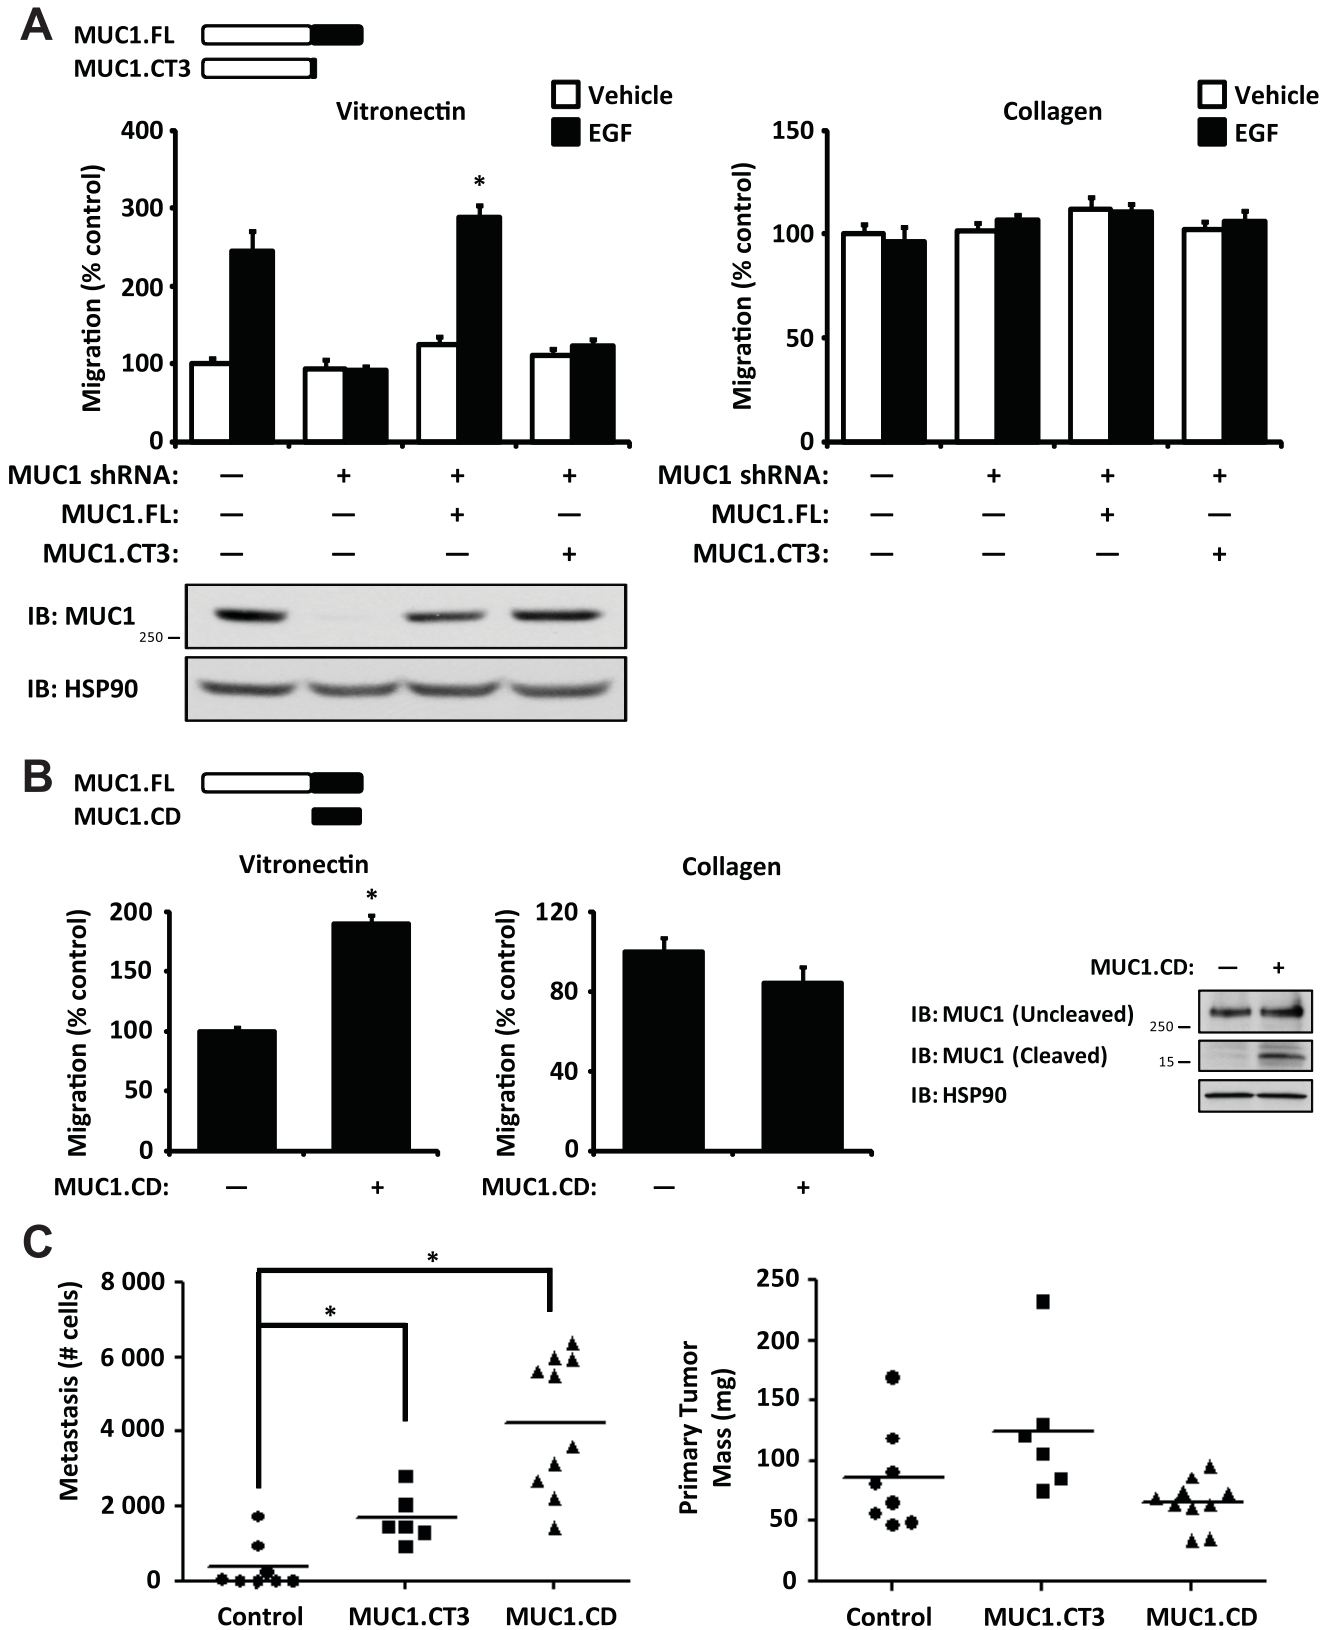 A
MUC1.FL
MUC1.CT3
Vitronectin
Vehicle
EGF
Migration (% control)
400
300
200
100
0
*
MUC1 shRNA: — + + +
MUC1.FL: — — + —
MUC1.CT3: — — — +
IB: MUC1
250 —
IB: HSP90
Collagen
Vehicle
EGF
Migration (% control)
150
100
50
0
MUC1 shRNA: — + + +
MUC1.FL: — — + —
MUC1.CT3: — — — +
B
MUC1.FL
MUC1.CD
Vitronectin
Migration (% control)
200
150
100
50
0
*
MUC1.CD: — +
Collagen
Migration (% control)
120
80
40
0
MUC1.CD: — +
MUC1.CD: — +
IB: MUC1 (Uncleaved)
250 —
IB: MUC1 (Cleaved)
15 —
IB: HSP90
C
Metastasis (# cells)
8 000
6 000
4 000
2 000
0
*
*
Control MUC1.CT3 MUC1.CD
Primary Tumor
Mass (mg)
250
200
150
100
50
0
Control MUC1.CT3 MUC1.CD